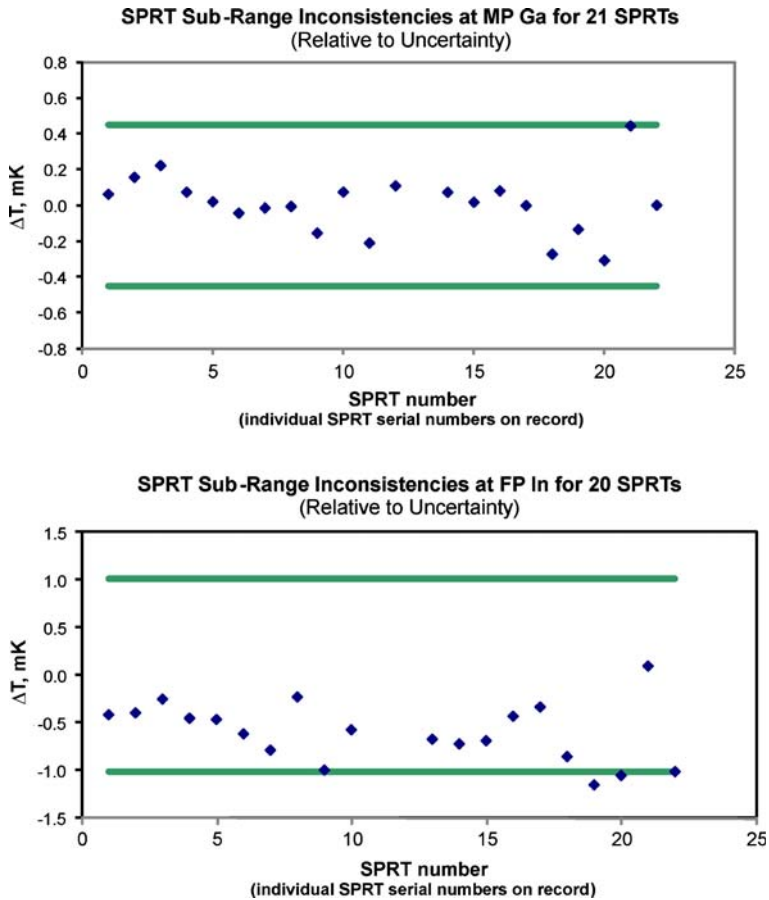 SPRT Sub-Range Inconsistencies at MP Ga for 21 SPRTs
(Relative to Uncertainty)
0.8
0.6
0.4
0.2
0.0
-0.2
-0.4
-0.6
-0.8
ΔT, mK
0 5 10 15 20 25
SPRT number
(individual SPRT serial numbers on record)
SPRT Sub-Range Inconsistencies at FP In for 20 SPRTs
(Relative to Uncertainty)
1.5
1.0
0.5
0.0
-0.5
-1.0
-1.5
ΔT, mK
0 5 10 15 20 25
SPRT number
(individual SPRT serial numbers on record)